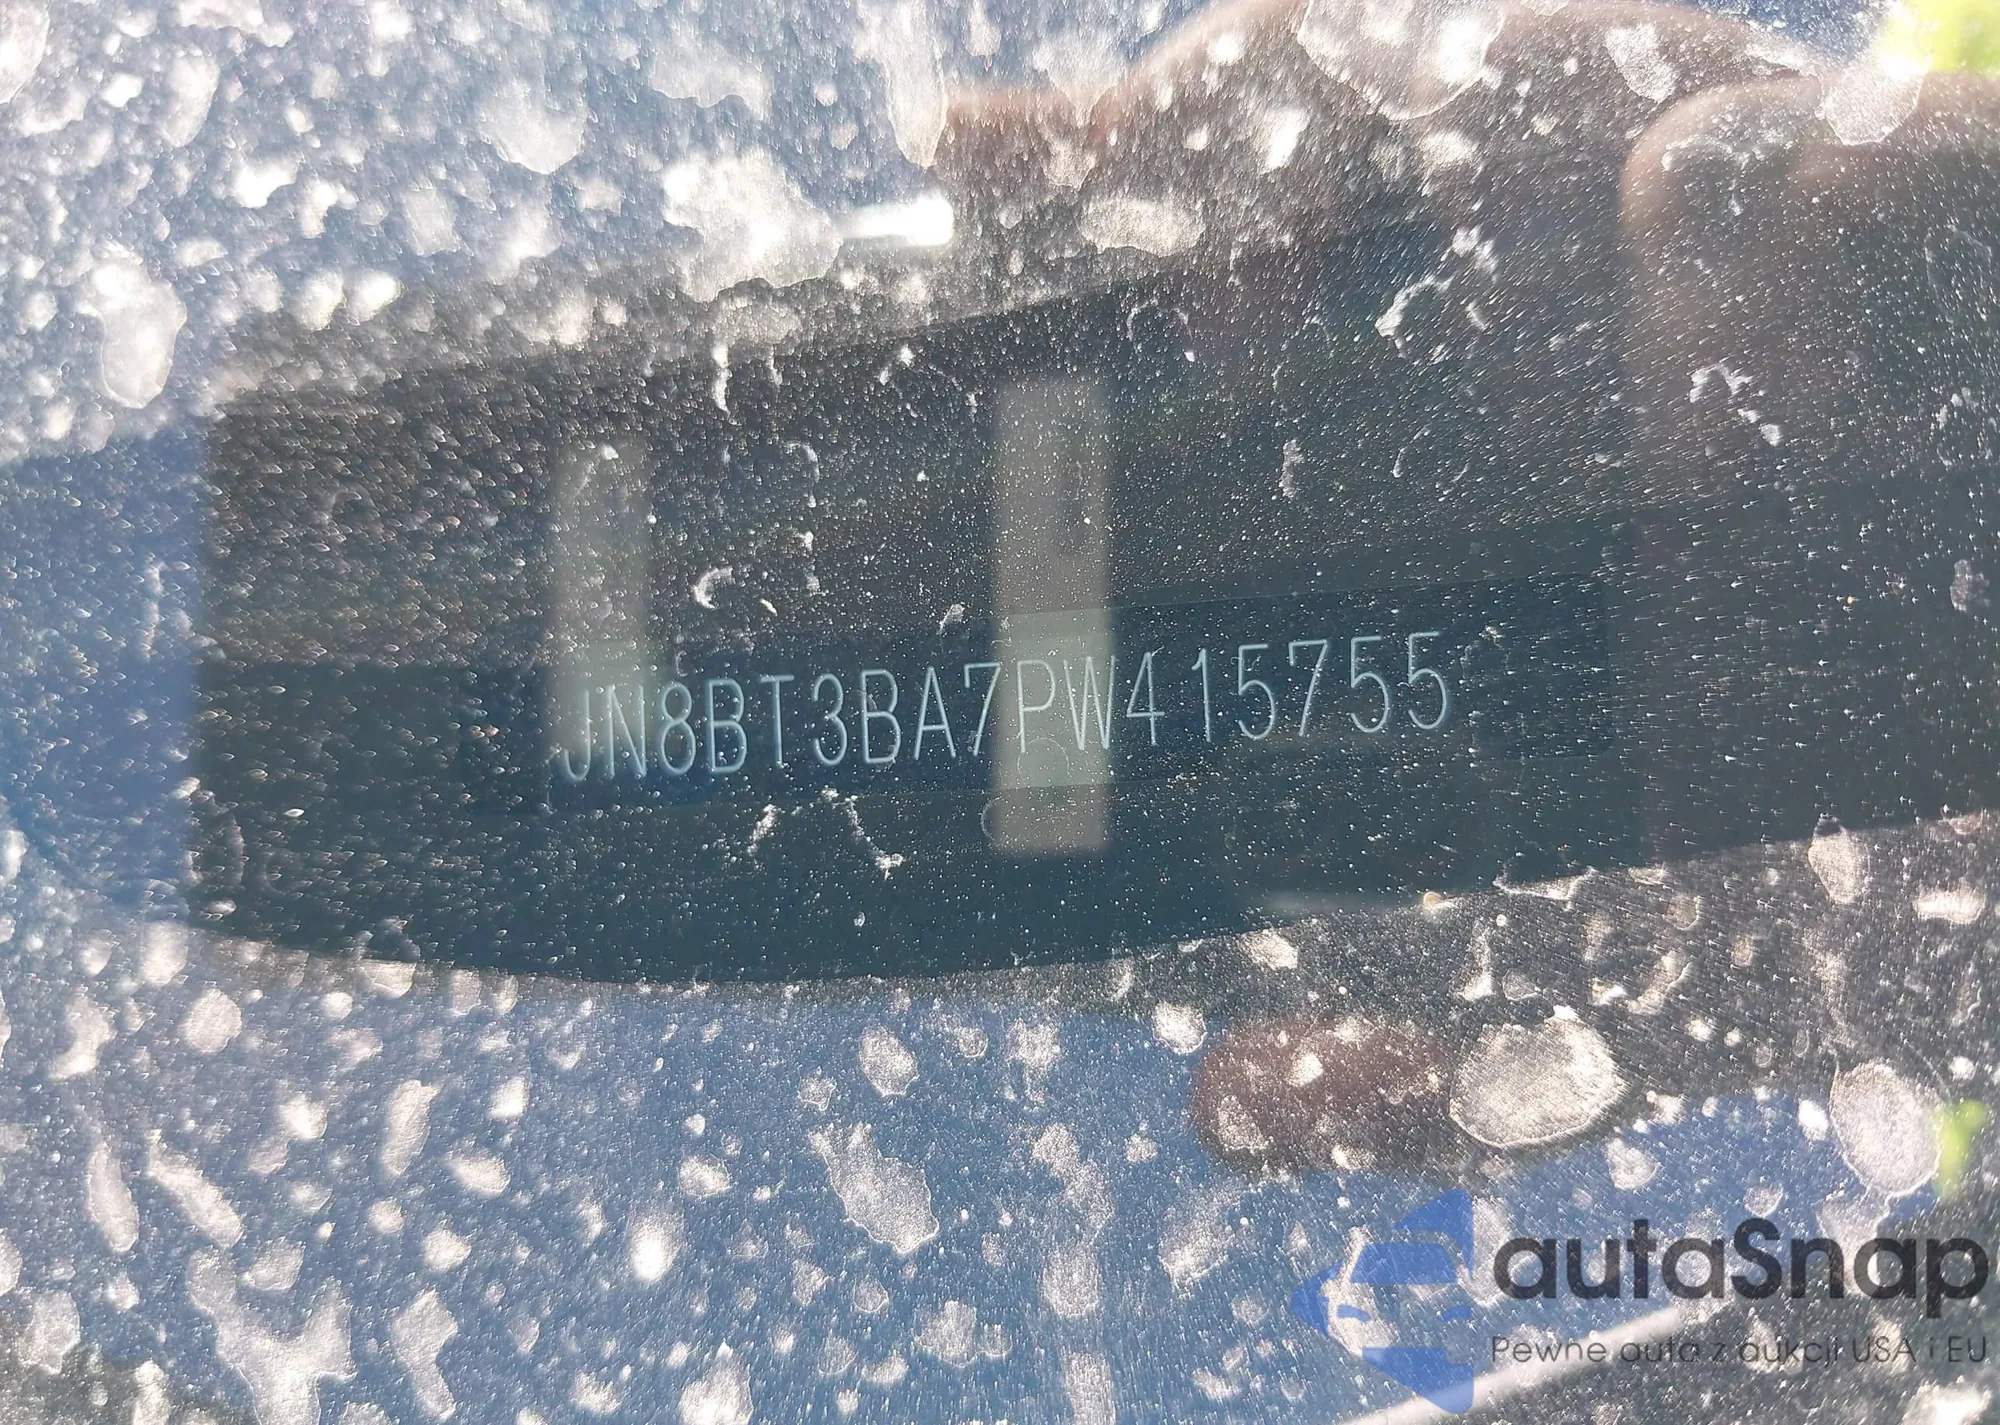 JN8BT3BA7PW415755
autaSnap
Pewne auta z aukcji USA i EU